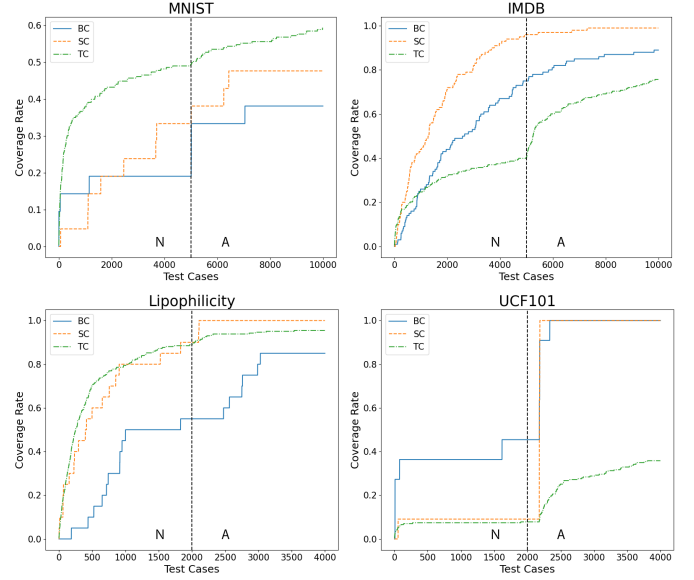 MNIST
BC
SC
TC
0.6
0.5
0.4
0.3
0.2
0.1
0.0
Coverage Rate
N
A
0
2000
4000
6000
8000
10000
Test Cases
IMDB
BC
SC
TC
1.0
0.8
0.6
0.4
0.2
0.0
Coverage Rate
N
A
0
2000
4000
6000
8000
10000
Test Cases
Lipophilicity
BC
SC
TC
1.0
0.8
0.6
0.4
0.2
0.0
Coverage Rate
N
A
0
500
1000
1500
2000
2500
3000
3500
4000
Test Cases
UCF101
BC
SC
TC
1.0
0.8
0.6
0.4
0.2
0.0
Coverage Rate
N
A
0
500
1000
1500
2000
2500
3000
3500
4000
Test Cases